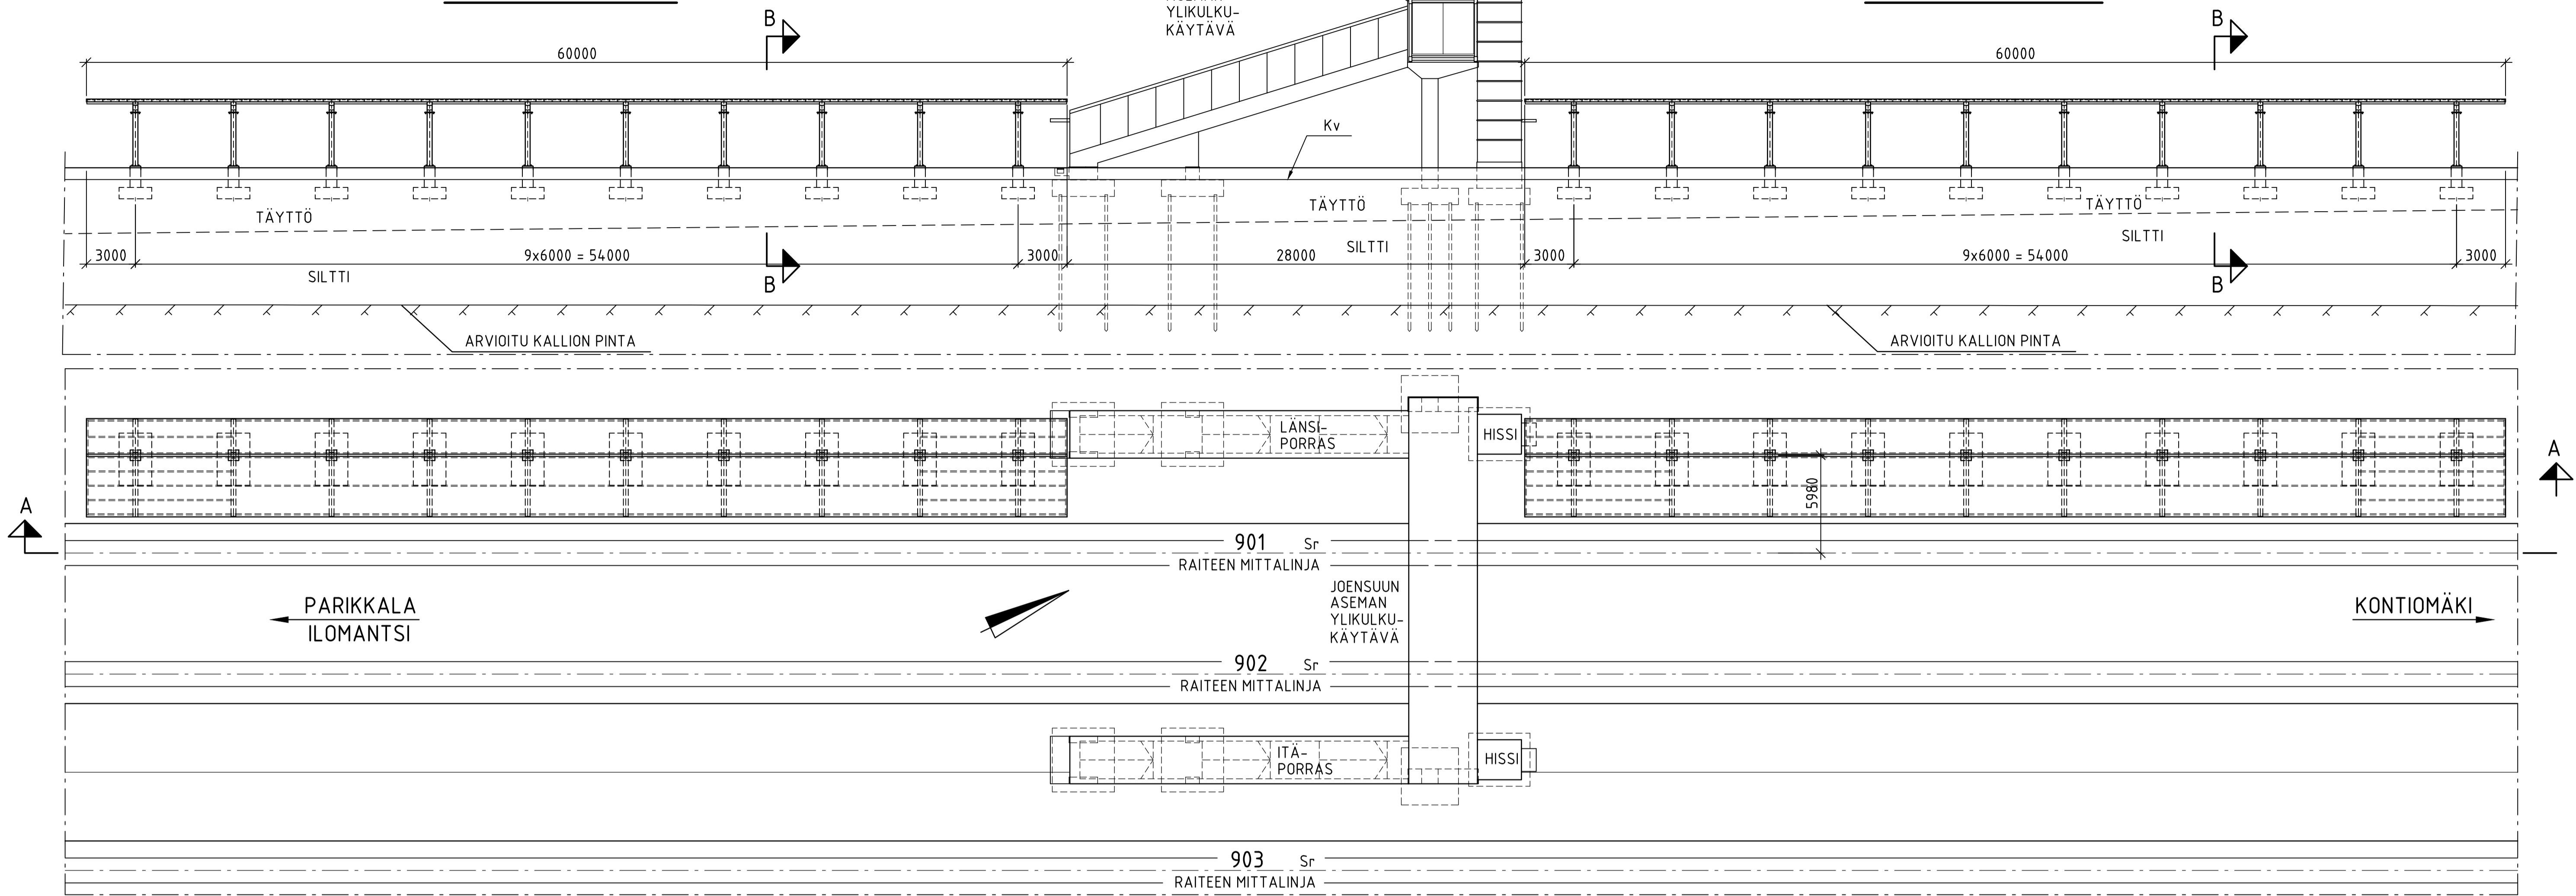 B
YLIKULKU-
KÄYTÄVÄ
B
60000
60000
Kv
TÄYTTÖ
TÄYTTÖ
TÄYTTÖ
SILTTI
SILTTI
3000
9x6000 = 54000
3000
28000
3000
9x6000 = 54000
3000
SILTTI
B
B
ARVIOITU KALLION PINTA
ARVIOITU KALLION PINTA
LÄNSI-
PORRAS
HISSI
A
A
5980
901 Sr
RAITEEN MITTALINJA
JOENSUUN
ASEMAN
YLIKULKU-
KÄYTÄVÄ
PARIKKALA
ILOMANTSI
KONTIOMÄKI
902 Sr
RAITEEN MITTALINJA
ITÄ-
PORRAS
HISSI
903 Sr
RAITEEN MITTALINJA